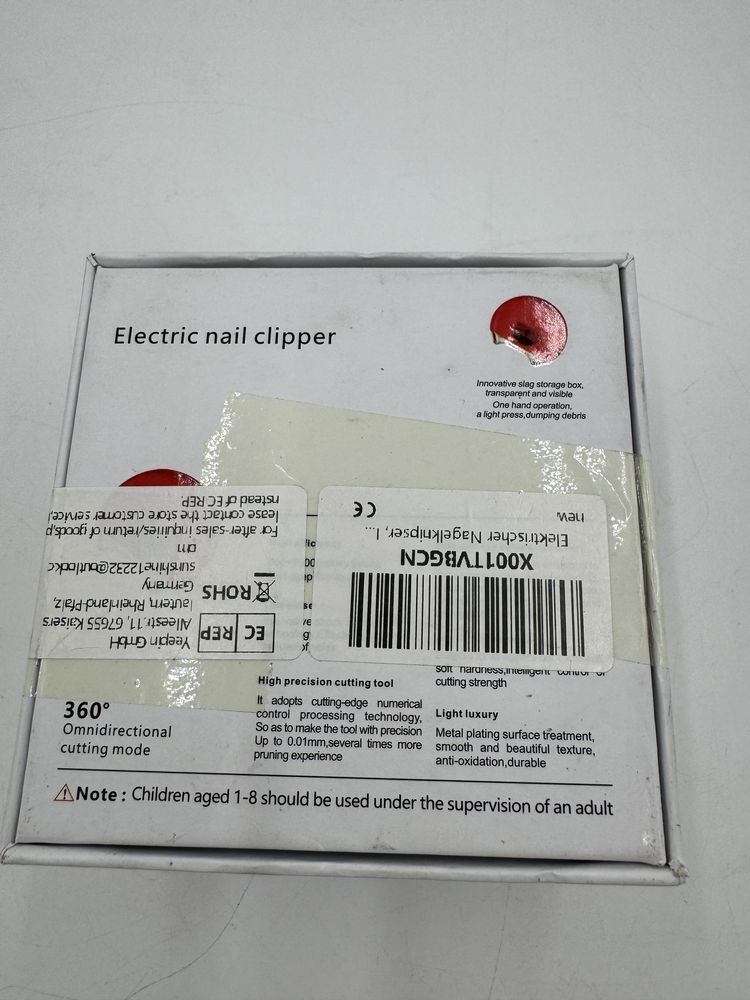 Electric nail clipper
Innovative slag storage box,
transparent and visible
One hand operation,
a light press,dumping debris
X001TVBGCN
Elektrischer Nagelknipser, l...
new
CE
EC REP
Yeepin GmbH
Alleestr.11, 67655 Kaisers
lautern, Rheinland-Pfalz,
Germany
sunshine12232@outlook.c
om
For after-sales inquiries/return of goods,p
lease contact the store customer service,
nstead of EC REP.
ROHS
soft hardness,intelligent control of
cutting strength
High precision cutting tool
It adopts cutting-edge numerical
control processing technology,
So as to make the tool with precision
Up to 0.01mm,several times more
pruning experience
Light luxury
Metal plating surface treatment,
smooth and beautiful texture,
anti-oxidation,durable
360°
Omnidirectional
cutting mode
Note : Children aged 1-8 should be used under the supervision of an adult